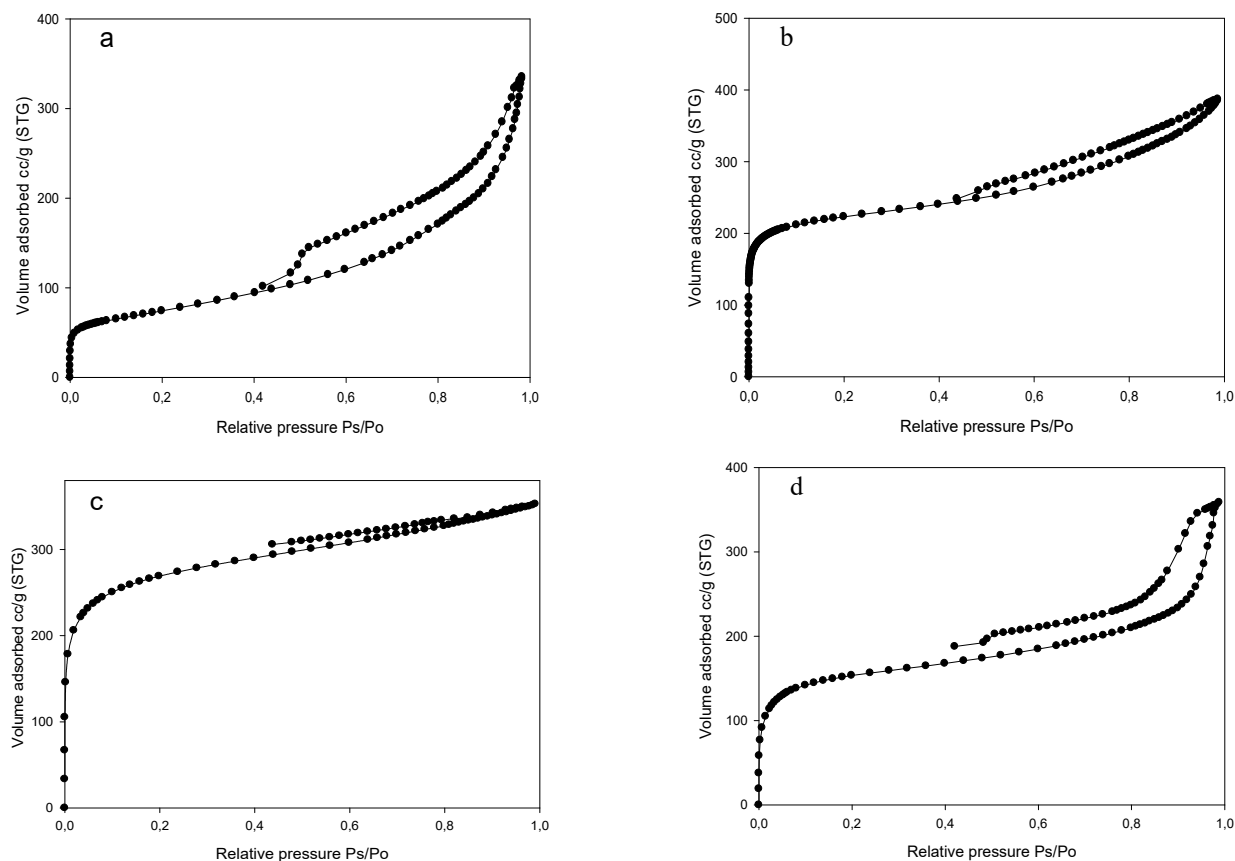 a
Volume adsorbed cc/g (STG)
400
300
200
100
0
0,0 0,2 0,4 0,6 0,8 1,0
Relative pressure Ps/Po
b
Volume adsorbed cc/g (STG)
500
400
300
200
100
0
0,0 0,2 0,4 0,6 0,8 1,0
Relative pressure Ps/Po
c
Volume adsorbed cc/g (STG)
300
200
100
0
0,0 0,2 0,4 0,6 0,8 1,0
Relative pressure Ps/Po
d
Volume adsorbed cc/g (STG)
400
300
200
100
0
0,0 0,2 0,4 0,6 0,8 1,0
Relative pressure Ps/Po